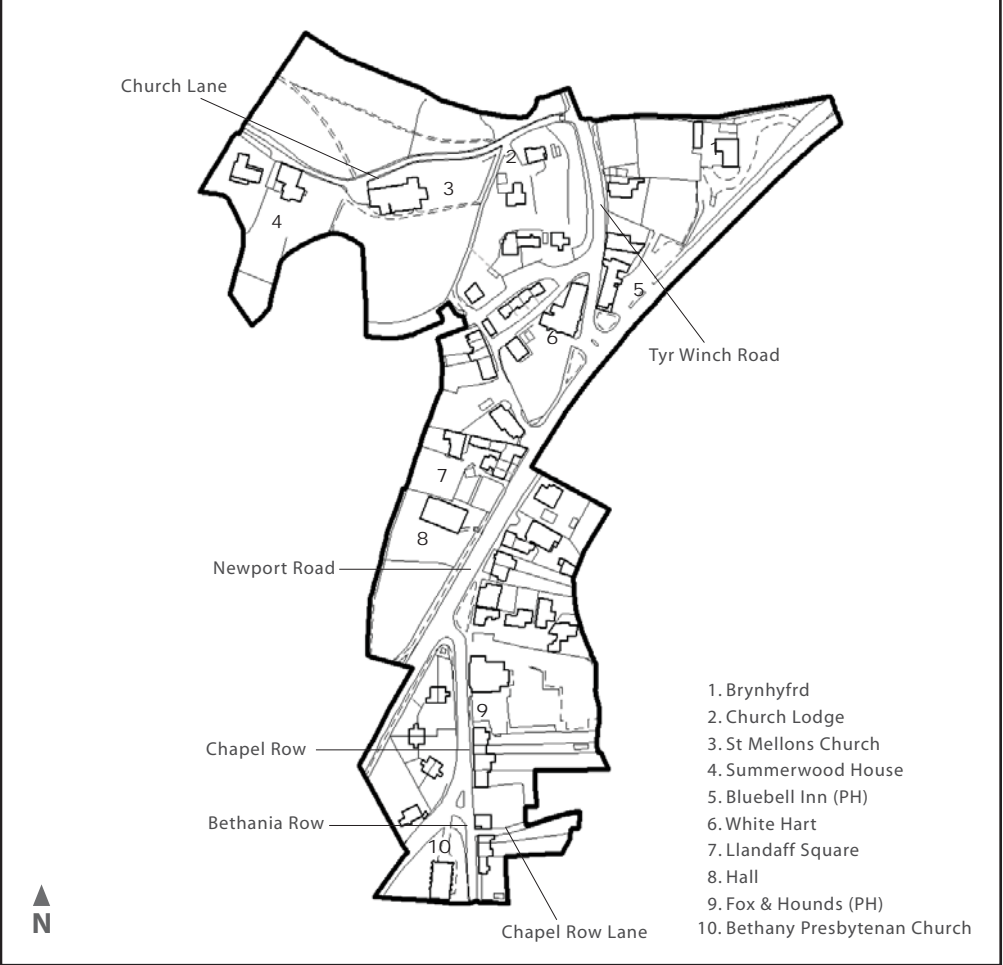 Church Lane
1
2
3
4
5
6
Tyr Winch Road
7
8
Newport Road
9
Chapel Row
Bethania Row
10
Chapel Row Lane
N
1. Brynhyfrd
2. Church Lodge
3. St Mellons Church
4. Summerwood House
5. Bluebell Inn (PH)
6. White Hart
7. Llandaff Square
8. Hall
9. Fox & Hounds (PH)
10. Bethany Presbytenan Church